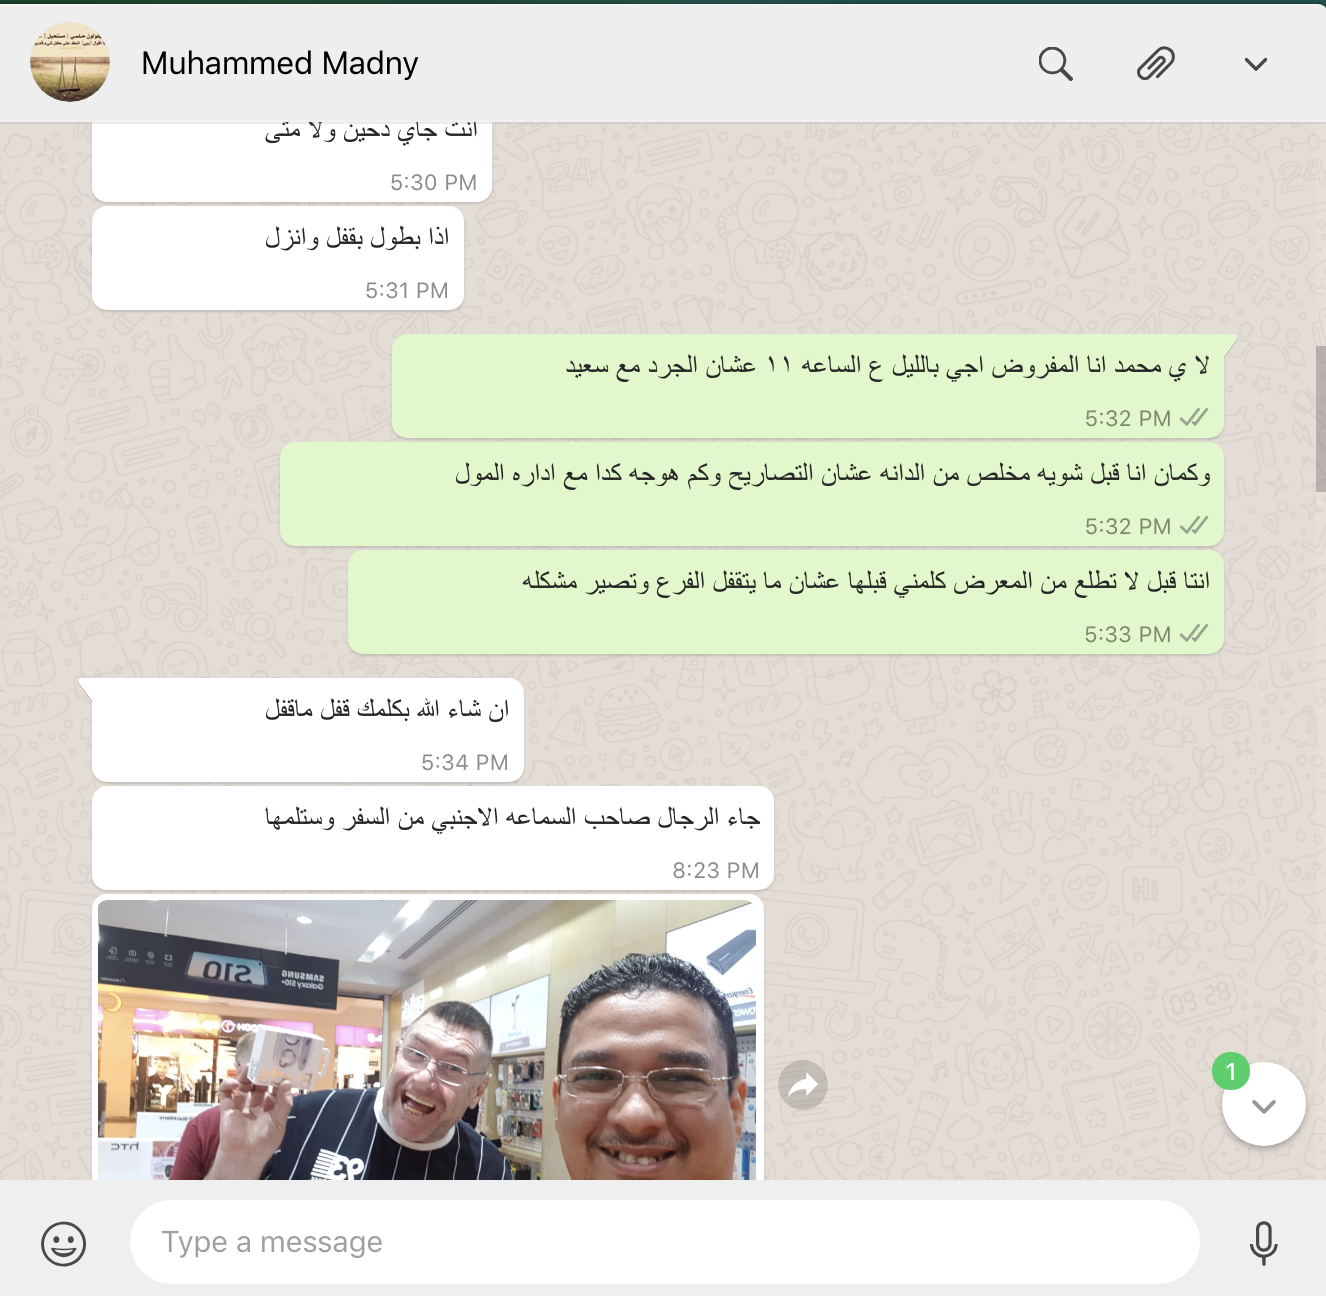 Muhammed Madny
انت جاي دحين ولا متى
5:30 PM
اذا بطول بقفل وانزل
5:31 PM
لا ي محمد انا المفروض اجي بالليل ع الساعه ١١ عشان الجرد مع سعيد
5:32 PM
وكمان انا قبل شويه مخلص من الدانه عشان التصاريح وكم هوجه كدا مع اداره المول
5:32 PM
انتا قبل لا تطلع من المعرض كلمني قبلها عشان ما يتقفل الفرع وتصير مشكله
5:33 PM
ان شاء الله بكلمك قفل ماقفل
5:34 PM
جاء الرجال صاحب السماعه الاجنبي من السفر وستلمها
8:23 PM
SAMSUNG
Galaxy S10+
S10
Energizer
hTC
93
1
Type a message